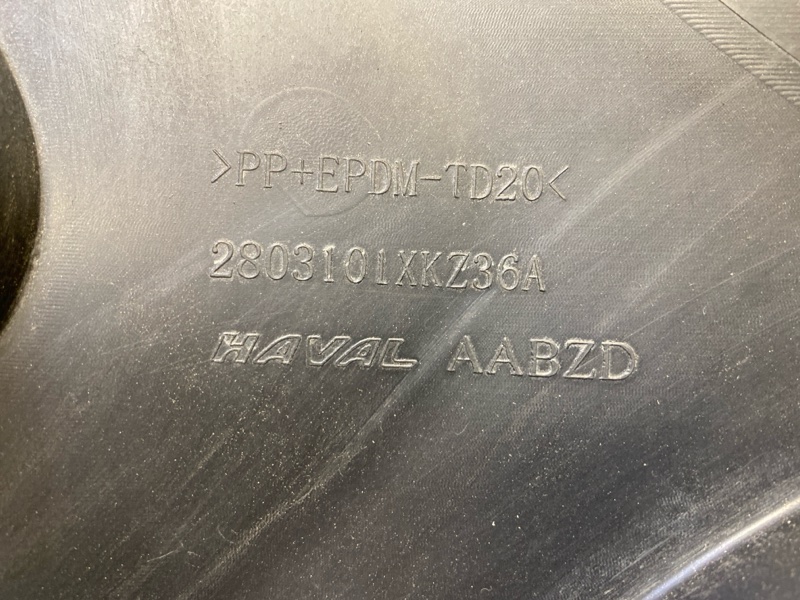 >PP+EPDM-TD20<
2803101XKZ36A
HAVAL AABZD